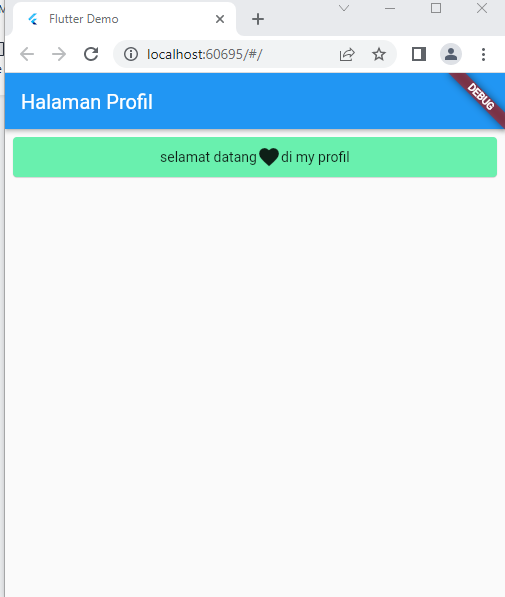 Flutter Demo
localhost:60695/#/
Halaman Profil
DEBUG
selamat datang di my profil